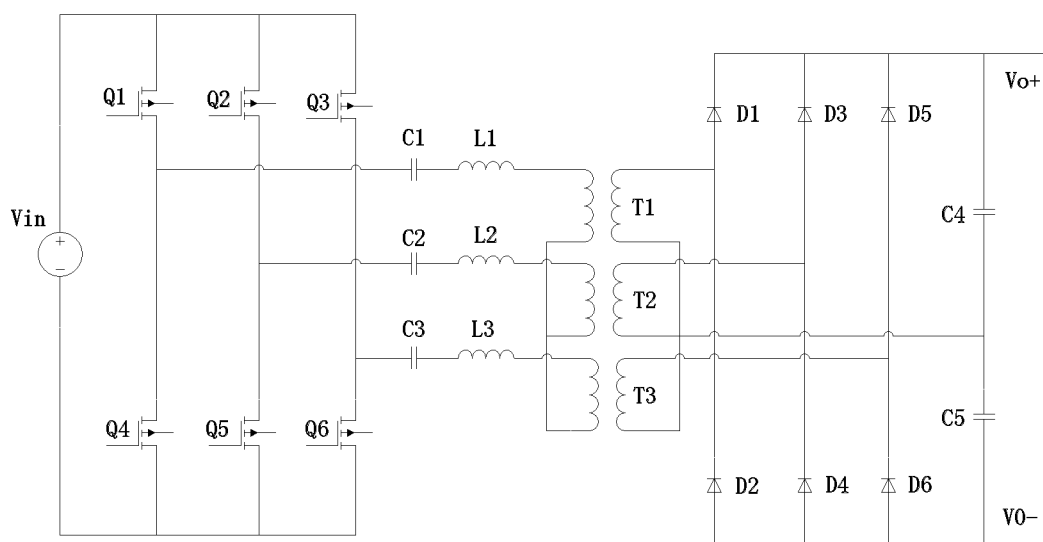 Vo+
Q1
Q2
Q3
D1
D3
D5
C1
L1
Vin
T1
C4
C2
L2
T2
C3
L3
T3
C5
Q4
Q5
Q6
D2
D4
D6
V0-
+
-